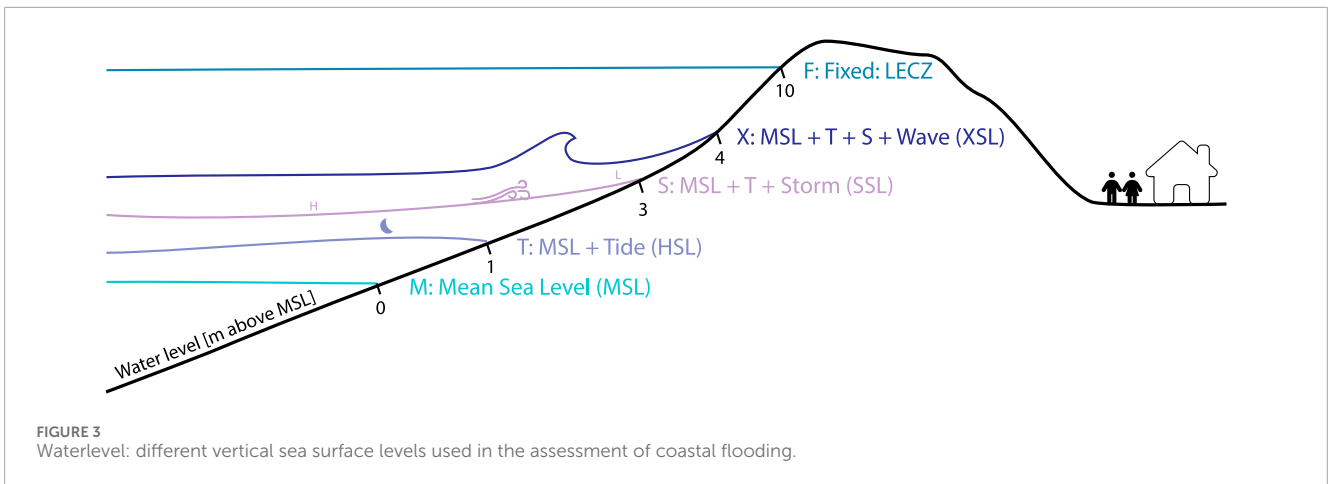 F: Fixed: LECZ
10
X: MSL + T + S + Wave (XSL)
4
L
S: MSL + T + Storm (SSL)
H
3
T: MSL + Tide (HSL)
1
M: Mean Sea Level (MSL)
0
Water level [m above MSL]
FIGURE 3
Waterlevel: different vertical sea surface levels used in the assessment of coastal flooding.